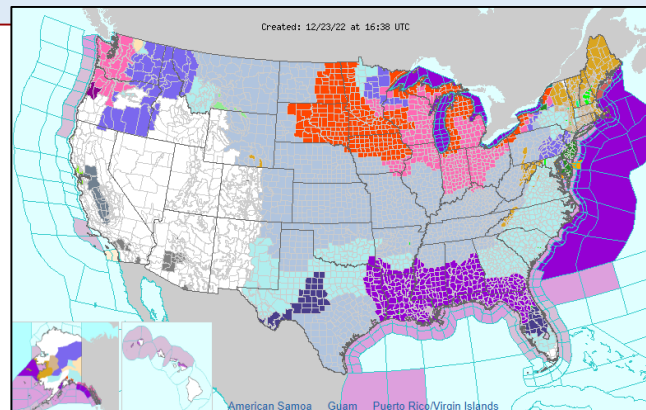 Created: 12/23/22 at 16:38 UTC
American Samoa Guam Puerto Rico/Virgin Islands